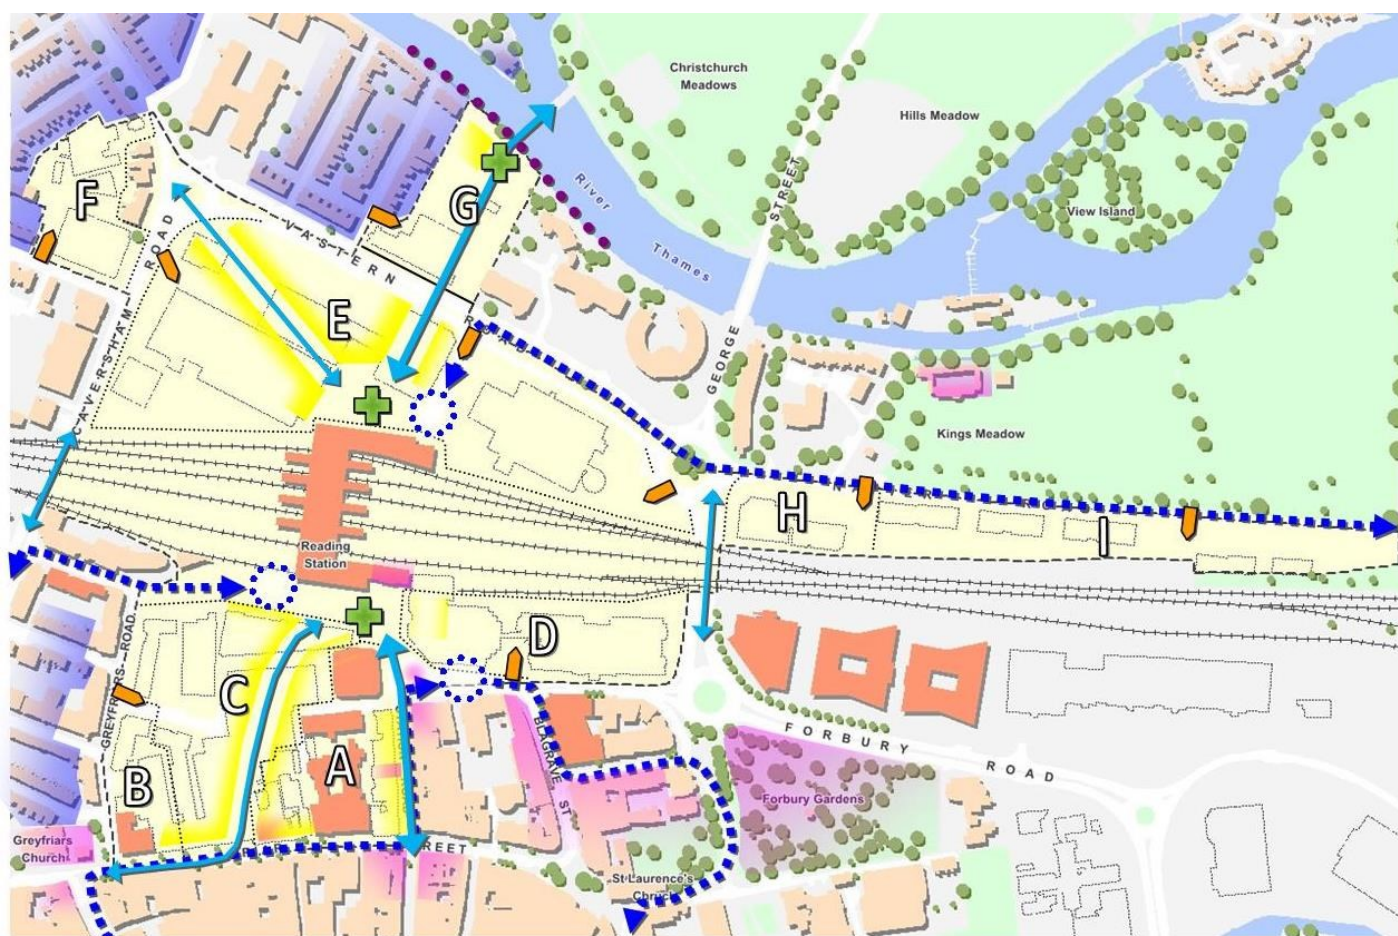 Christchurch
Meadows
Hills Meadow
View Island
River
Thames
GEORGE
STREET
F
G
E
VASTERN
ROAD
CAVERSHAM
ROAD
Kings Meadow
H
I
Reading
Station
D
C
B
A
GREYFRIARS ROAD
BLAGRAVE
ST
FORBURY
ROAD
Forbury Gardens
Greyfriars
Church
St Laurence's
Church